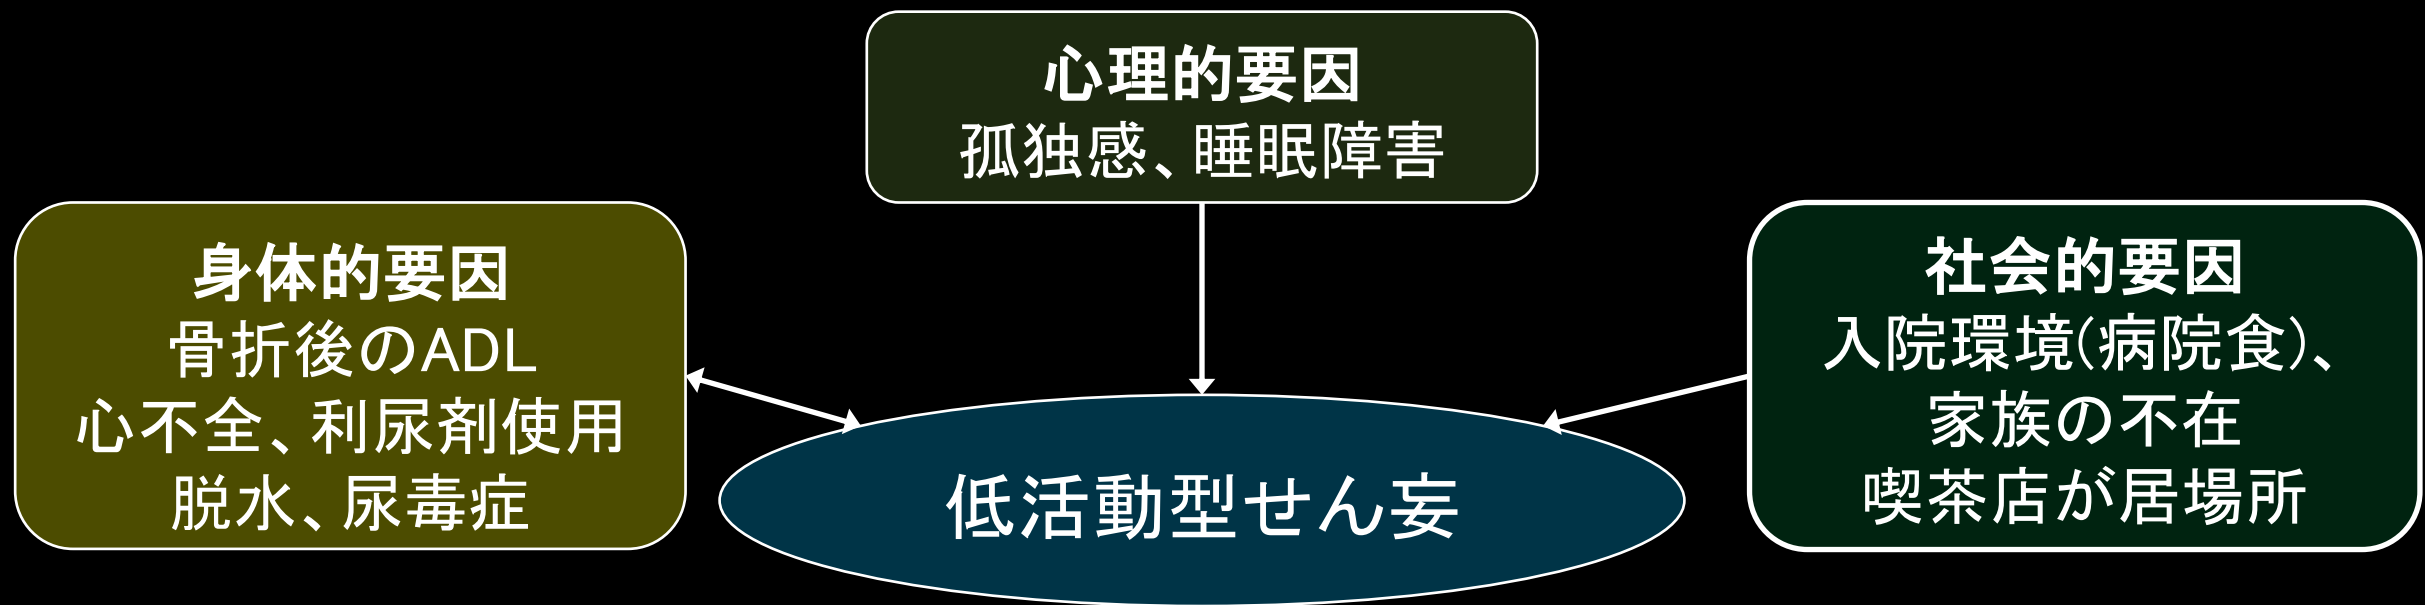 心理的要因
孤独感、睡眠障害
身体的要因
骨折後のADL
心不全、利尿剤使用
脱水、尿毒症
社会的要因
入院環境(病院食)、
家族の不在
喫茶店が居場所
低活動型せん妄